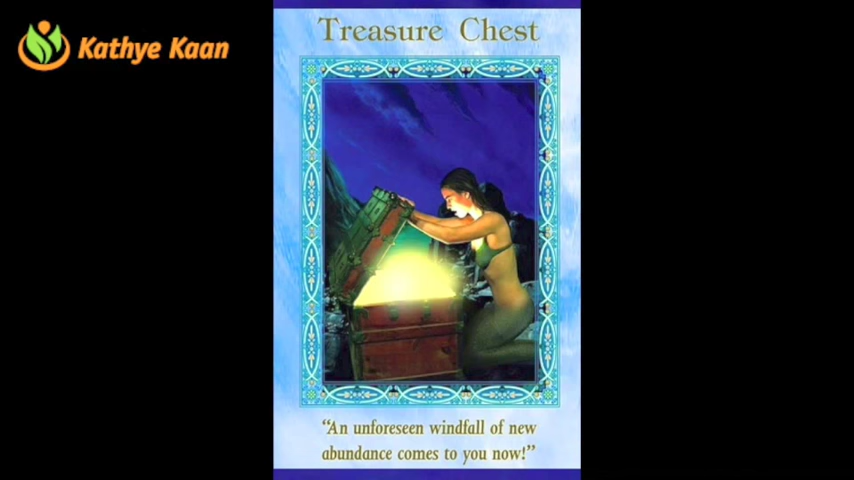 Kathye Kaan
Treasure Chest
“An unforeseen windfall of new
abundance comes to you now!”